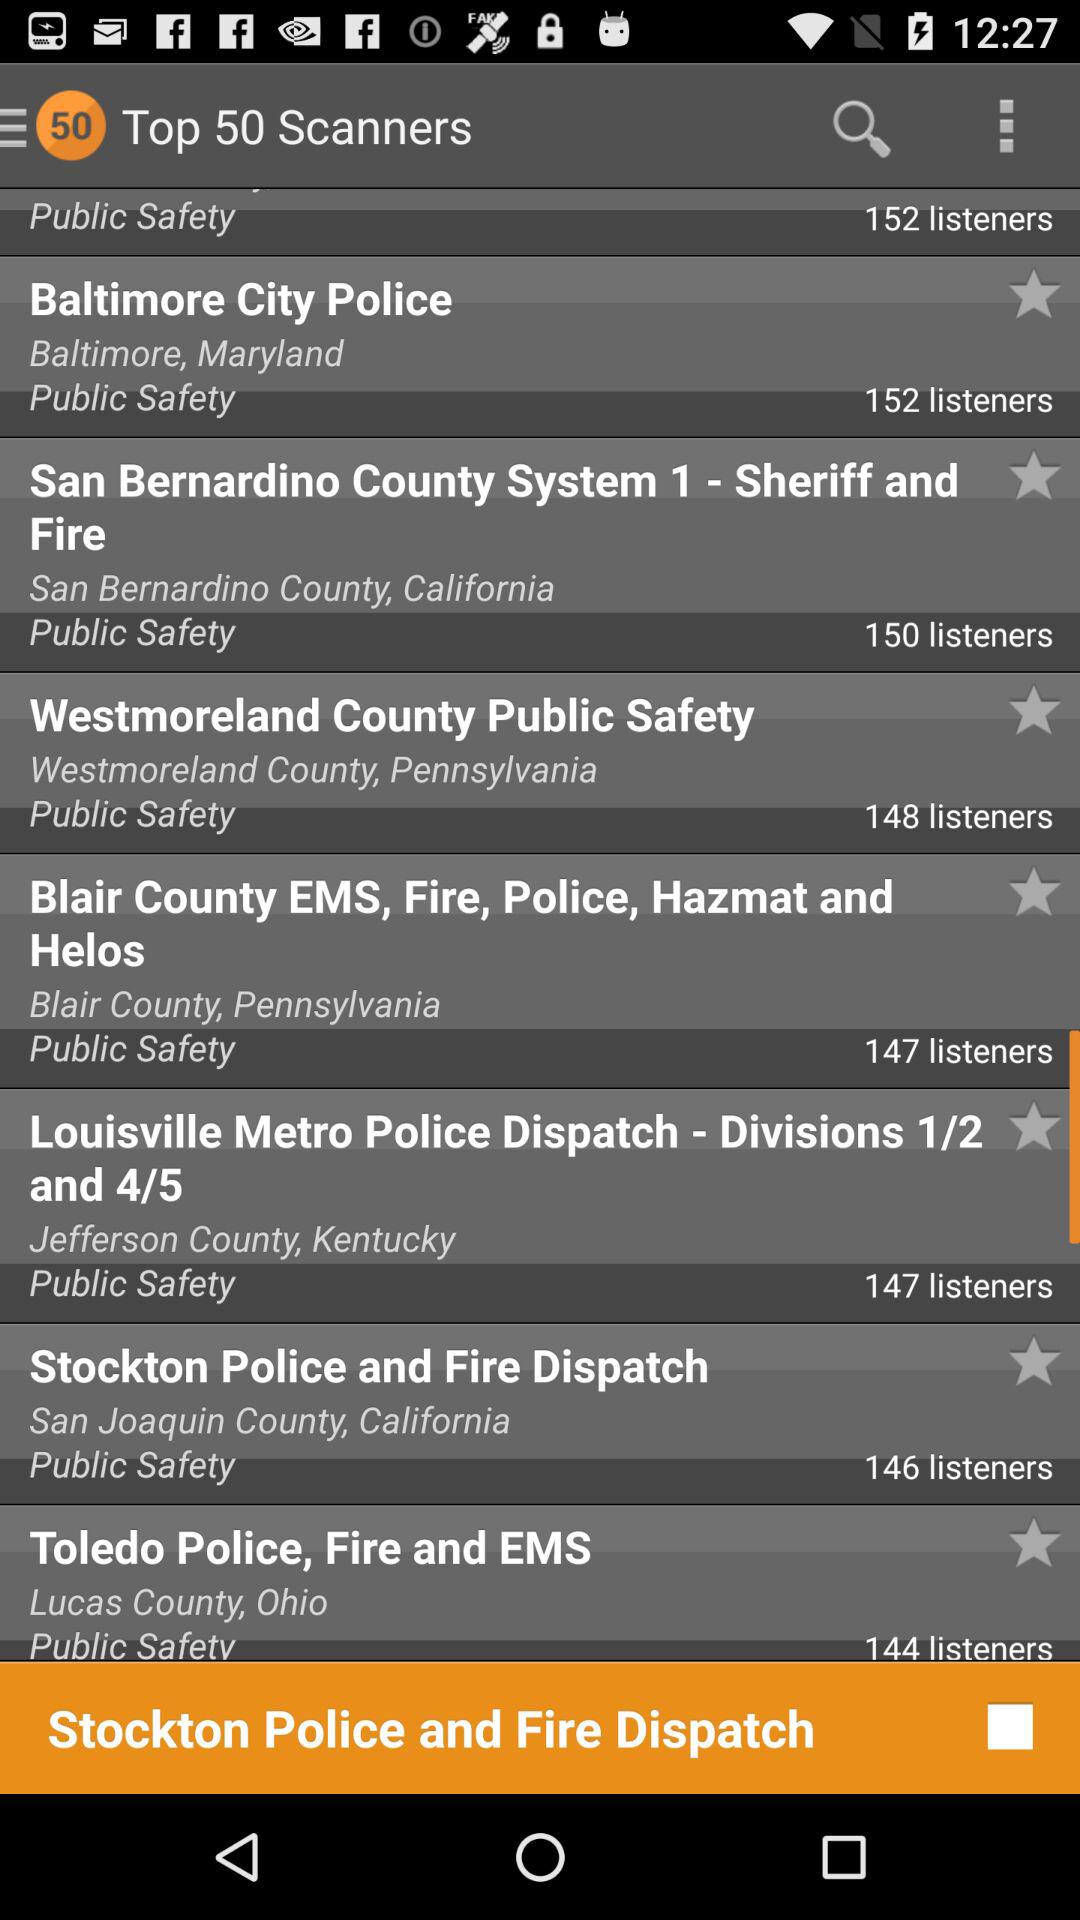 FAKE
12:27
50 Top 50 Scanners
Public Safety
152 listeners
Baltimore City Police
Baltimore, Maryland
Public Safety
152 listeners
San Bernardino County System 1 - Sheriff and
Fire
San Bernardino County, California
Public Safety
150 listeners
Westmoreland County Public Safety
Westmoreland County, Pennsylvania
Public Safety
148 listeners
Blair County EMS, Fire, Police, Hazmat and
Helos
Blair County, Pennsylvania
Public Safety
147 listeners
Louisville Metro Police Dispatch - Divisions 1/2
and 4/5
Jefferson County, Kentucky
Public Safety
147 listeners
Stockton Police and Fire Dispatch
San Joaquin County, California
Public Safety
146 listeners
Toledo Police, Fire and EMS
Lucas County, Ohio
Public Safety
144 listeners
Stockton Police and Fire Dispatch